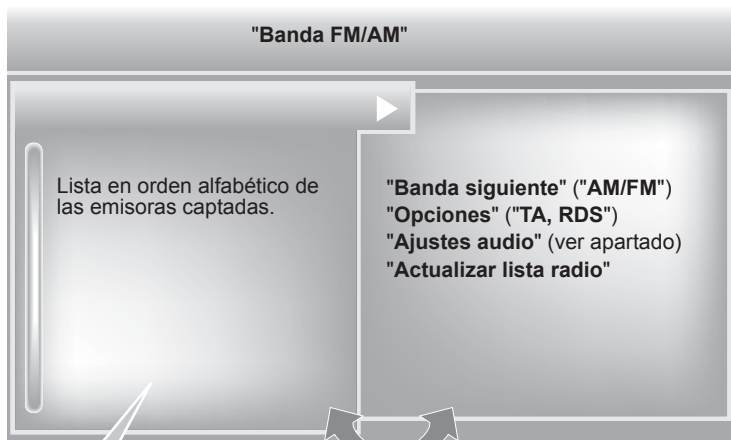 "Banda FM/AM"
Lista en orden alfabético de
las emisoras captadas.
"Banda siguiente" ("AM/FM")
"Opciones" ("TA, RDS")
"Ajustes audio" (ver apartado)
"Actualizar lista radio"